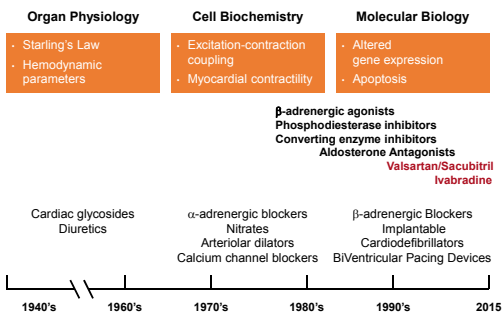 Organ Physiology
Cell Biochemistry
Molecular Biology
· Starling's Law
· Hemodynamic
parameters
· Excitation-contraction
coupling
· Myocardial contractility
· Altered
gene expression
· Apoptosis
β-adrenergic agonists
Phosphodiesterase inhibitors
Converting enzyme inhibitors
Aldosterone Antagonists
Valsartan/Sacubitril
Ivabradine
Cardiac glycosides
Diuretics
α-adrenergic blockers
Nitrates
Arteriolar dilators
Calcium channel blockers
β-adrenergic Blockers
Implantable
Cardiodefibrillators
BiVentricular Pacing Devices
1940's
1960's
1970's
1980's
1990's
2015